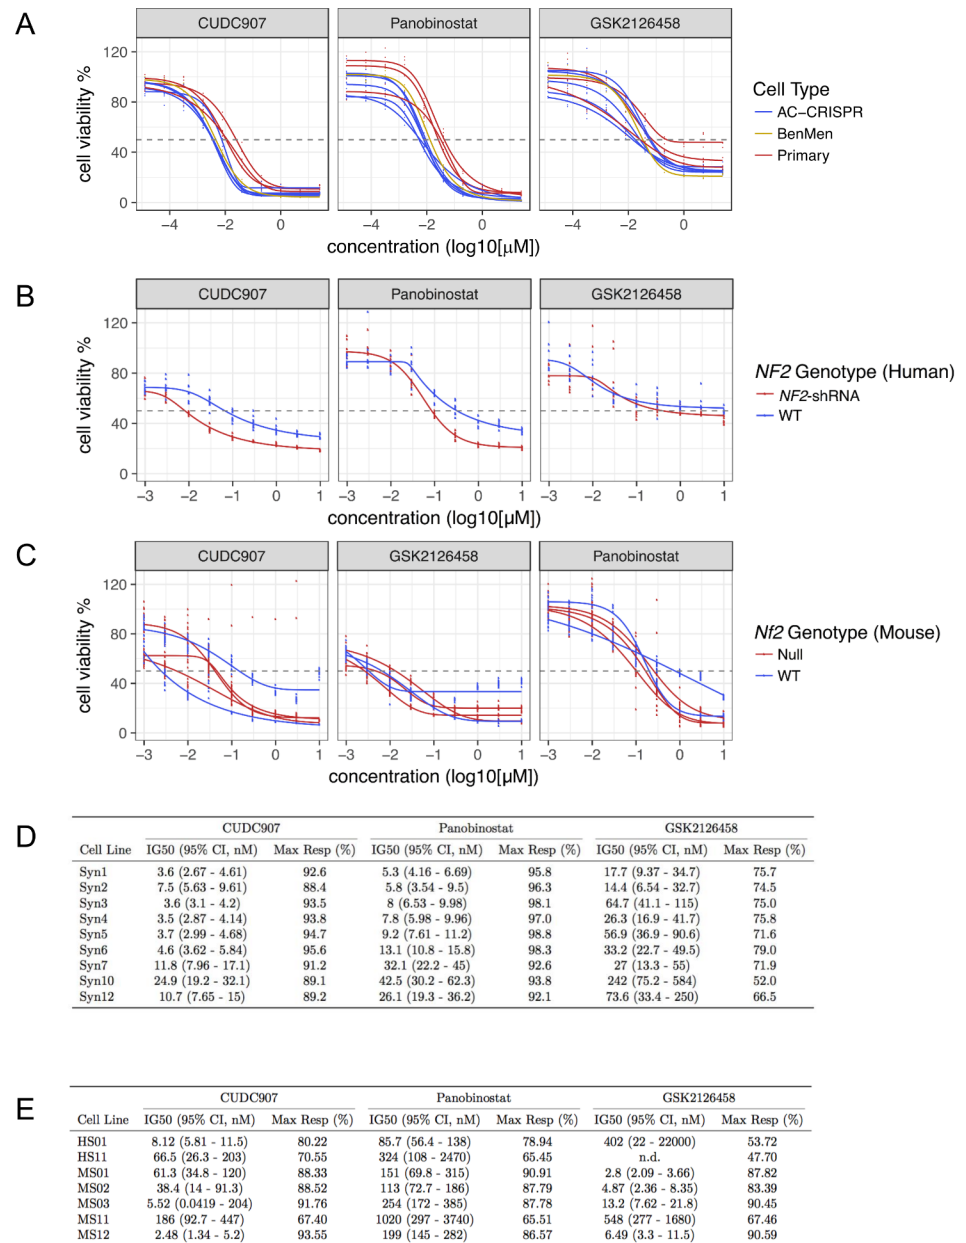 A
CUDC907 Panobinostat GSK2126458
120
80
40
0
cell viability %
−4 −2 0 −4 −2 0 −4 −2 0
concentration (log10[μM])
Cell Type
AC−CRISPR
BenMen
Primary
B
CUDC907 Panobinostat GSK2126458
120
80
40
0
cell viability %
−3 −2 −1 0 1 −3 −2 −1 0 1 −3 −2 −1 0 1
concentration (log10[μM])
NF2 Genotype (Human)
NF2-shRNA
WT
C
CUDC907 GSK2126458 Panobinostat
120
80
40
0
cell viability %
−3 −2 −1 0 1 −3 −2 −1 0 1 −3 −2 −1 0 1
concentration (log10[μM])
Nf2 Genotype (Mouse)
Null
WT
D
CUDC907 Panobinostat GSK2126458
Cell Line IG50 (95% CI, nM) Max Resp (%) IG50 (95% CI, nM) Max Resp (%) IG50 (95% CI, nM) Max Resp (%)
Syn1 3.6 (2.67 - 4.61) 92.6 5.3 (4.16 - 6.69) 95.8 17.7 (9.37 - 34.7) 75.7
Syn2 7.5 (5.63 - 9.61) 88.4 5.8 (3.54 - 9.5) 96.3 14.4 (6.54 - 32.7) 74.5
Syn3 3.6 (3.1 - 4.2) 93.5 8 (6.53 - 9.98) 98.1 64.7 (41.1 - 115) 75.0
Syn4 3.5 (2.87 - 4.14) 93.8 7.8 (5.98 - 9.96) 97.0 26.3 (16.9 - 41.7) 75.8
Syn5 3.7 (2.99 - 4.68) 94.7 9.2 (7.61 - 11.2) 98.8 56.9 (36.9 - 90.6) 71.6
Syn6 4.6 (3.62 - 5.84) 95.6 13.1 (10.8 - 15.8) 98.3 33.2 (22.7 - 49.5) 79.0
Syn7 11.8 (7.96 - 17.1) 91.2 32.1 (22.2 - 45) 92.6 27 (13.3 - 55) 71.9
Syn10 24.9 (19.2 - 32.1) 89.1 42.5 (30.2 - 62.3) 93.8 242 (75.2 - 584) 52.0
Syn12 10.7 (7.65 - 15) 89.2 26.1 (19.3 - 36.2) 92.1 73.6 (33.4 - 250) 66.5
E
CUDC907 Panobinostat GSK2126458
Cell Line IG50 (95% CI, nM) Max Resp (%) IG50 (95% CI, nM) Max Resp (%) IG50 (95% CI, nM) Max Resp (%)
HS01 8.12 (5.81 - 11.5) 80.22 85.7 (56.4 - 138) 78.94 402 (22 - 22000) 53.72
HS11 66.5 (26.3 - 203) 70.55 324 (108 - 2470) 65.45 n.d. 47.70
MS01 61.3 (34.8 - 120) 88.33 151 (69.8 - 315) 90.91 2.8 (2.09 - 3.66) 87.82
MS02 38.4 (14 - 91.3) 88.52 113 (72.7 - 186) 87.79 4.87 (2.36 - 8.35) 83.39
MS03 5.52 (0.0419 - 204) 91.76 254 (172 - 385) 87.78 13.2 (7.62 - 21.8) 90.45
MS11 186 (92.7 - 447) 67.40 1020 (297 - 3740) 65.51 548 (277 - 1680) 67.46
MS12 2.48 (1.34 - 5.2) 93.55 199 (145 - 282) 86.57 6.49 (3.3 - 11.5) 90.59